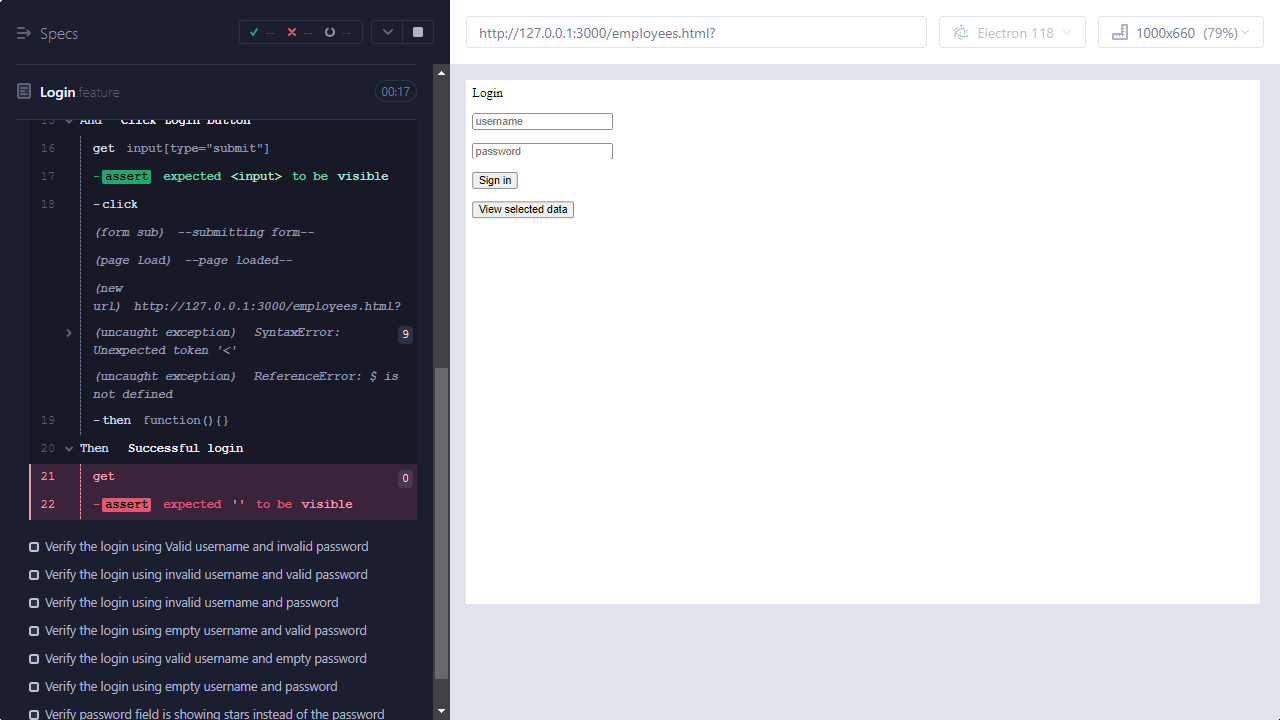 Specs
-- -- --
Login.feature 00:17
15 And Click Login button
16 get input[type="submit"]
17 -assert expected <input> to be visible
18 -click
(form sub) --submitting form--
(page load) --page loaded--
(new
url) http://127.0.0.1:3000/employees.html?
(uncaught exception) SyntaxError: 9
Unexpected token '<'
(uncaught exception) ReferenceError: $ is
not defined
19 -then function(){}
20 Then Successful login
21 get 0
22 -assert expected '' to be visible
Verify the login using Valid username and invalid password
Verify the login using invalid username and valid password
Verify the login using invalid username and password
Verify the login using empty username and valid password
Verify the login using valid username and empty password
Verify the login using empty username and password
Verify password field is showing stars instead of the password
http://127.0.0.1:3000/employees.html? Electron 118 1000x660 (79%)
Login
username
password
Sign in
View selected data